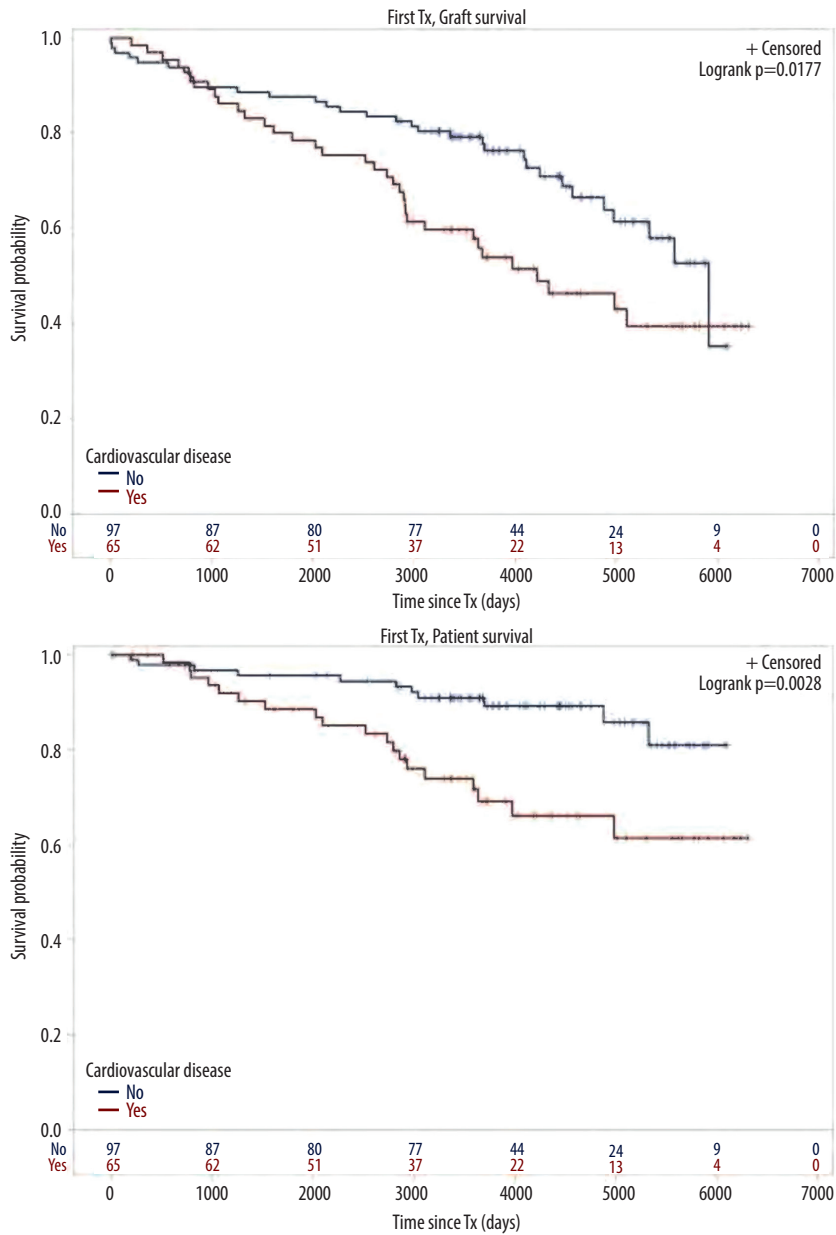 First Tx, Graft survival
+ Censored
Logrank p=0.0177
1.0
0.8
0.6
0.4
0.2
0.0
Survival probability
Cardiovascular disease
No
Yes
No 97 87 80 77 44 24 9 0
Yes 65 62 51 37 22 13 4 0
0 1000 2000 3000 4000 5000 6000 7000
Time since Tx (days)
First Tx, Patient survival
+ Censored
Logrank p=0.0028
1.0
0.8
0.6
0.4
0.2
0.0
Survival probability
Cardiovascular disease
No
Yes
No 97 87 80 77 44 24 9 0
Yes 65 62 51 37 22 13 4 0
0 1000 2000 3000 4000 5000 6000 7000
Time since Tx (days)